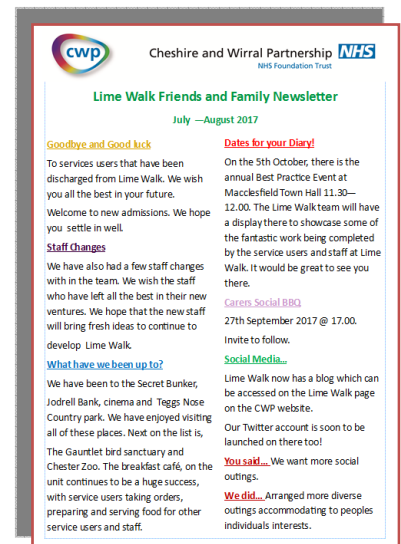 cwp
Cheshire and Wirral Partnership NHS
NHS Foundation Trust
Lime Walk Friends and Family Newsletter
July —August 2017
Goodbye and Good luck
To services users that have been
discharged from Lime Walk. We wish
you all the best in your future.
Welcome to new admissions. We hope
you settle in well.
Staff Changes
We have also had a few staff changes
with in the team. We wish the staff
who have left all the best in their new
ventures. We hope that the new staff
will bring fresh ideas to continue to
develop Lime Walk.
What have we been up to?
We have been to the Secret Bunker,
Jodrell Bank, cinema and Teggs Nose
Country park. We have enjoyed visiting
all of these places. Next on the list is,
The Gauntlet bird sanctuary and
Chester Zoo. The breakfast café, on the
unit continues to be a huge success,
with service users taking orders,
preparing and serving food for other
service users and staff.
Dates for your Diary!
On the 5th October, there is the
annual Best Practice Event at
Macclesfield Town Hall 11.30—
12.00. The Lime Walk team will have
a display there to showcase some of
the fantastic work being completed
by the service users and staff at Lime
Walk. It would be great to see you
there.
Carers Social BBQ
27th September 2017 @ 17.00.
Invite to follow.
Social Media...
Lime Walk now has a blog which can
be accessed on the Lime Walk page
on the CWP website.
Our Twitter account is soon to be
launched on there too!
You said... We want more social
outings.
We did... Arranged more diverse
outings accommodating to peoples
individuals interests.